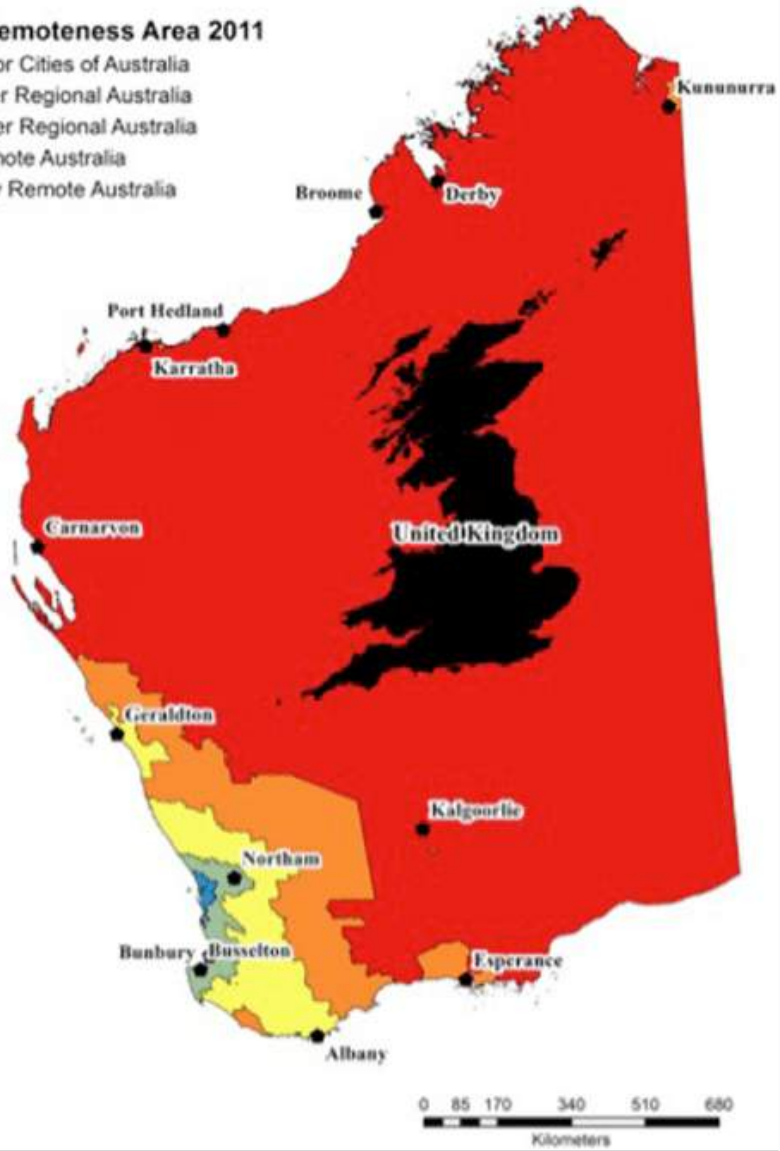 emoteness Area 2011
or Cities of Australia
r Regional Australia
er Regional Australia
mote Australia
y Remote Australia
Kununurra
Broome
Derby
Port Hedland
Karratha
Carnarvon
United Kingdom
Geraldton
Kalgoorlie
Northam
Bunbury
Busselton
Esperance
Albany
0 85 170 340 510 680
Kilometers